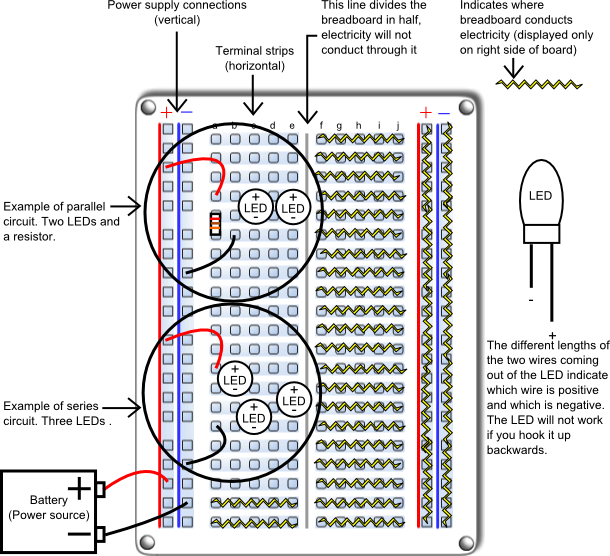 Power supply connections
(vertical)
This line divides the
breadboard in half,
electricity will not
conduct through it
Indicates where
breadboard conducts
electricity (displayed only
on right side of board)
Terminal strips
(horizontal)
+ − + −
a b c d e f g h i j
LED
Example of parallel
circuit. Two LEDs and
a resistor.
+ +
LED LED
- -
-
+
The different lengths of
the two wires coming
out of the LED indicate
which wire is positive
and which is negative.
The LED will not work
if you hook it up
backwards.
Example of series
circuit. Three LEDs .
+
LED
-
+
LED
-
+
LED
-
+
Battery
(Power source)
−